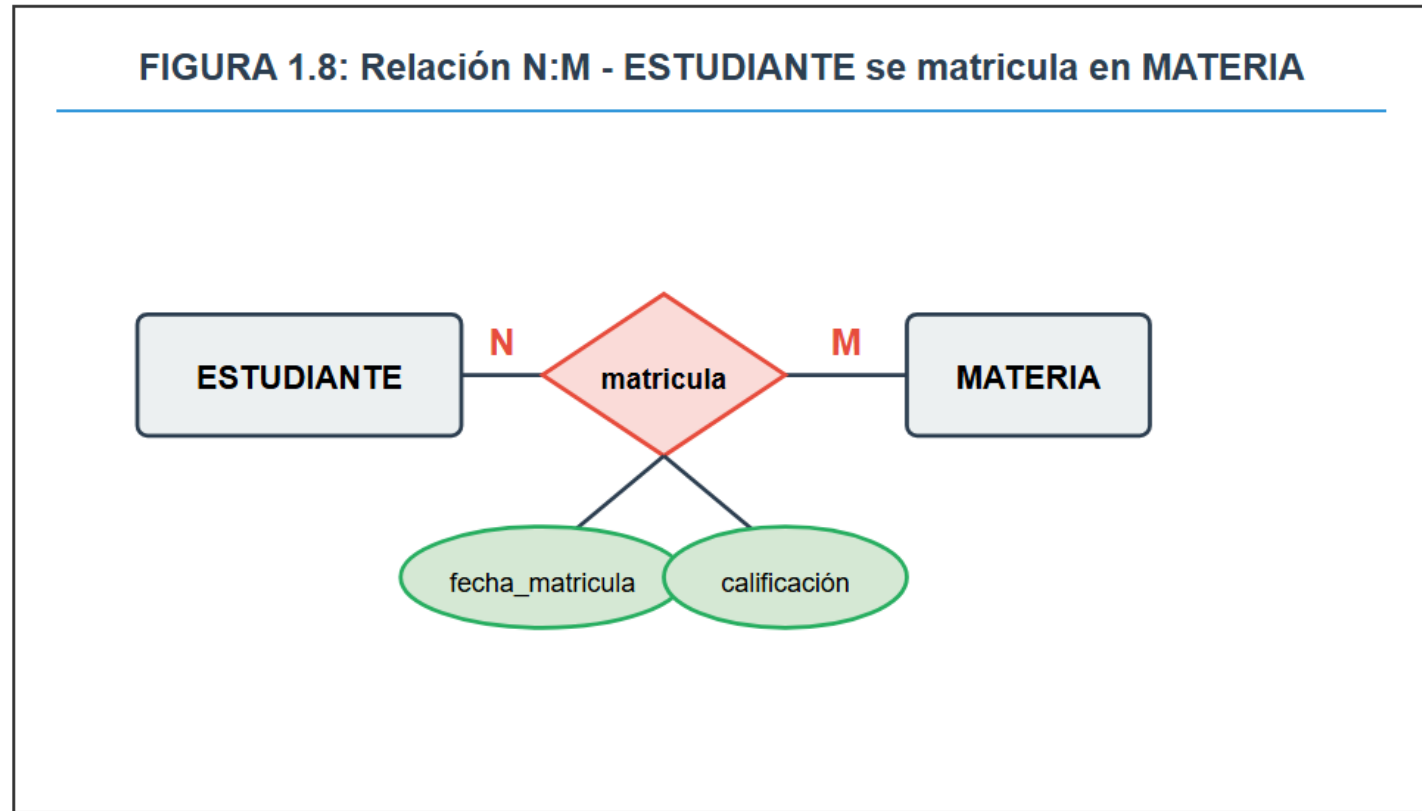 FIGURA 1.8: Relación N:M - ESTUDIANTE se matricula en MATERIA
ESTUDIANTE
N
matricula
M
MATERIA
fecha_matricula
calificación